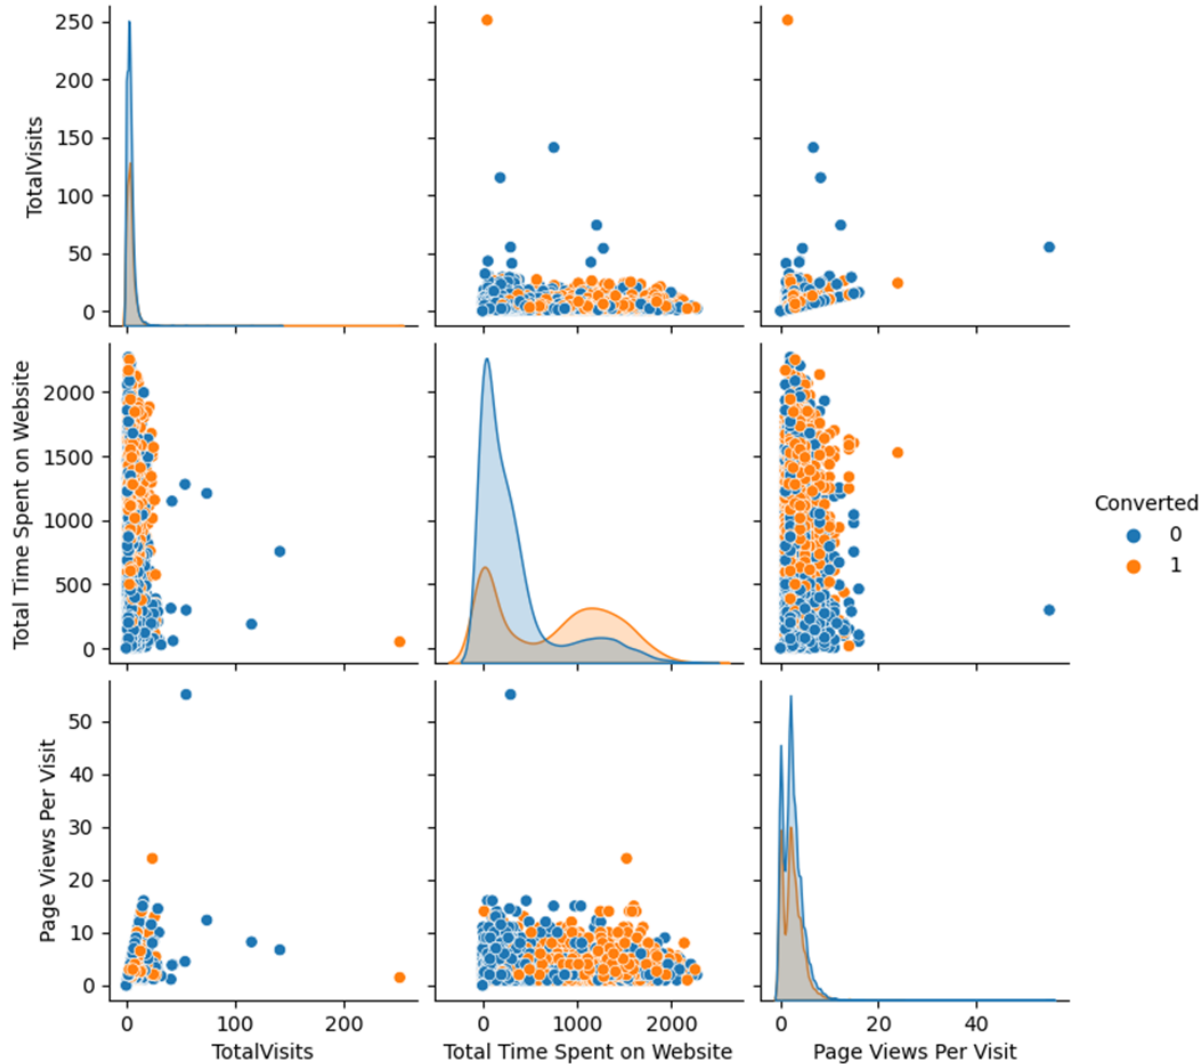 TotalVisits
250
200
150
100
50
0
Total Time Spent on Website
2000
1500
1000
500
0
Converted
0
1
Page Views Per Visit
50
40
30
20
10
0
0 100 200
0 1000 2000
0 20 40
TotalVisits
Total Time Spent on Website
Page Views Per Visit